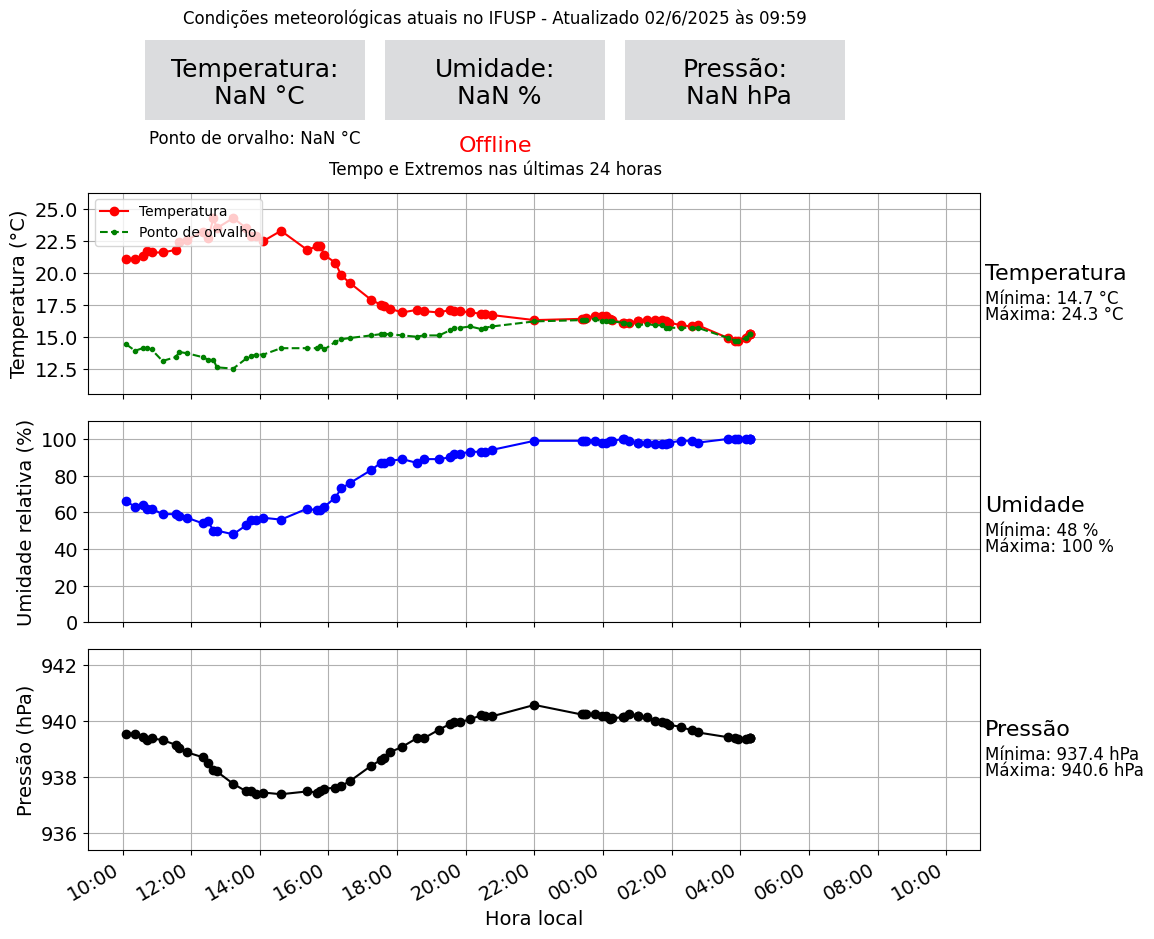 Condições meteorológicas atuais no IFUSP - Atualizado 02/6/2025 às 09:59
Temperatura:
NaN °C
Umidade:
NaN %
Pressão:
NaN hPa
Ponto de orvalho: NaN °C
Offline
Tempo e Extremos nas últimas 24 horas
Temperatura (°C)
25.0
22.5
20.0
17.5
15.0
12.5
Temperatura
Ponto de orvalho
Temperatura
Mínima: 14.7 °C
Máxima: 24.3 °C
Umidade relativa (%)
100
80
60
40
20
0
Umidade
Mínima: 48 %
Máxima: 100 %
Pressão (hPa)
942
940
938
936
Pressão
Mínima: 937.4 hPa
Máxima: 940.6 hPa
10:00 12:00 14:00 16:00 18:00 20:00 22:00 00:00 02:00 04:00 06:00 08:00 10:00
Hora local